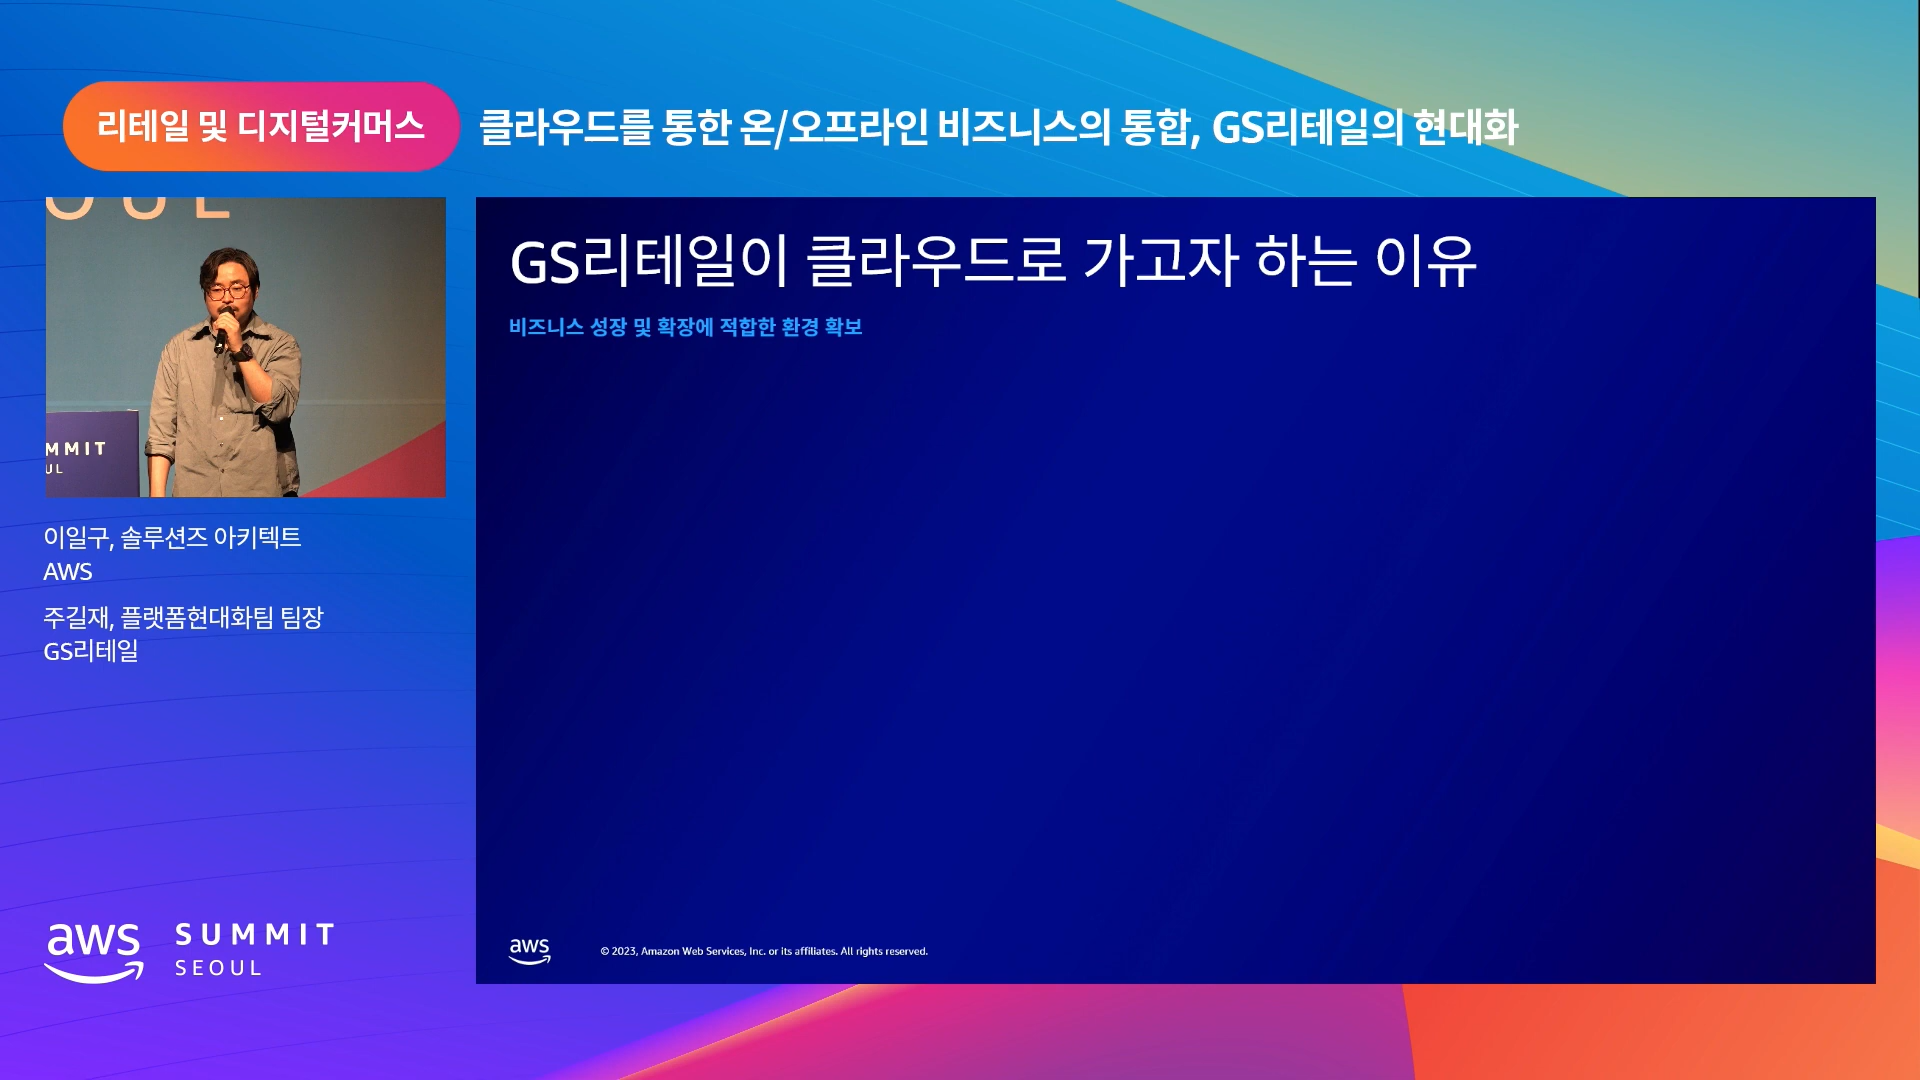 리테일 및 디지털커머스
클라우드를 통한 온/오프라인 비즈니스의 통합, GS리테일의 현대화
OUL
MMIT
UL
이일구, 솔루션즈 아키텍트
AWS
주길재, 플랫폼현대화팀 팀장
GS리테일
aws
SUMMIT
SEOUL
GS리테일이 클라우드로 가고자 하는 이유
비즈니스 성장 및 확장에 적합한 환경 확보
aws
© 2023, Amazon Web Services, Inc. or its affiliates. All rights reserved.